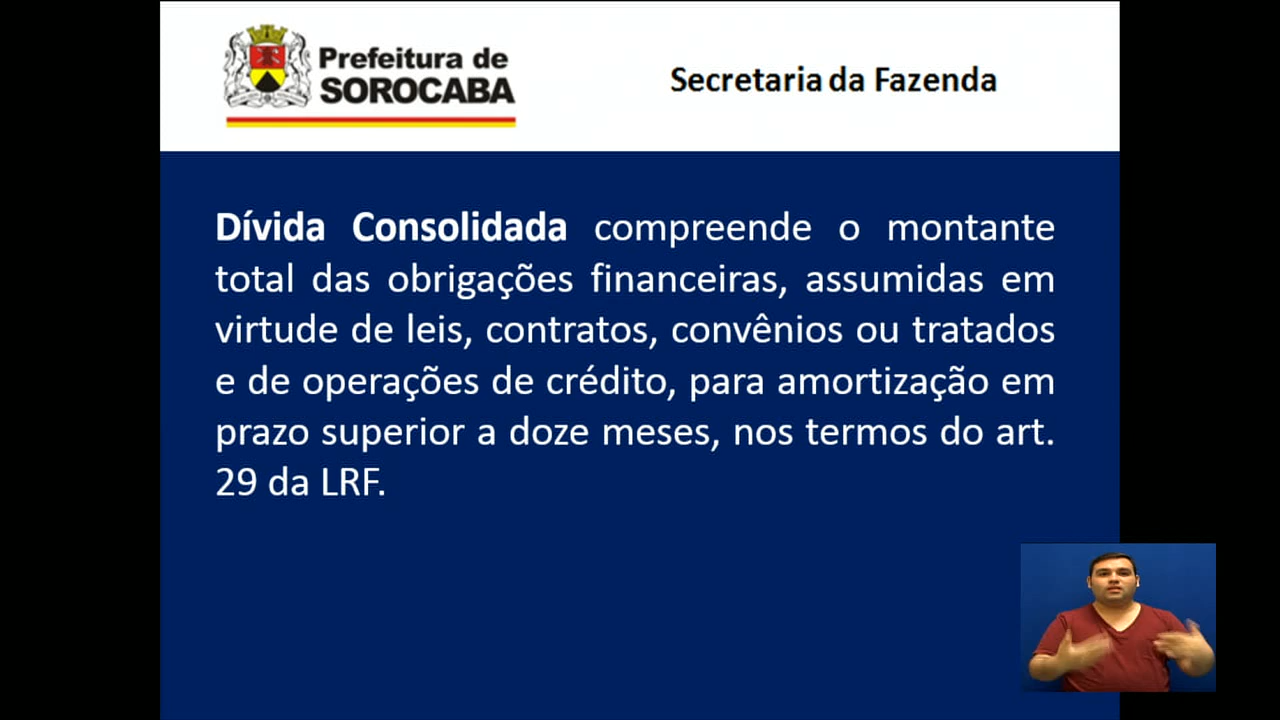 Prefeitura de
SOROCABA
Secretaria da Fazenda
Dívida Consolidada compreende o montante
total das obrigações financeiras, assumidas em
virtude de leis, contratos, convênios ou tratados
e de operações de crédito, para amortização em
prazo superior a doze meses, nos termos do art.
29 da LRF.